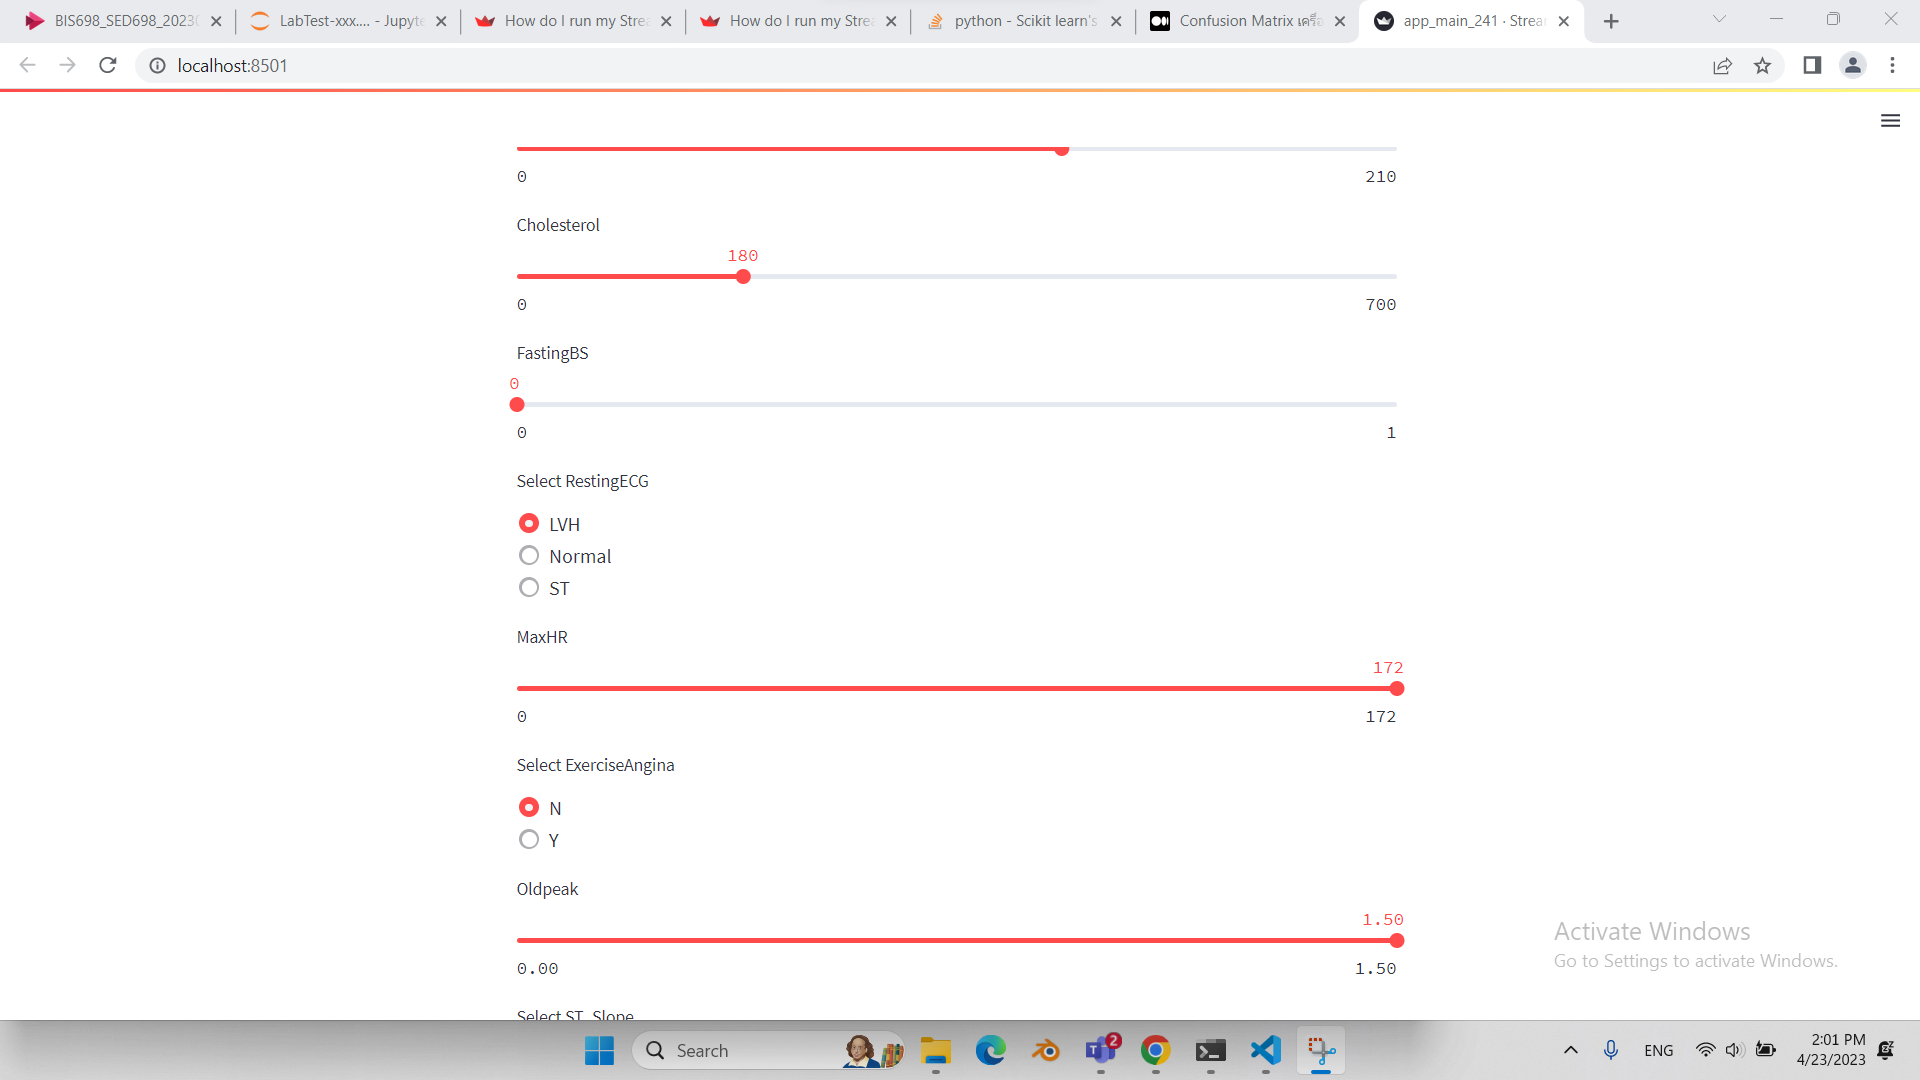 BIS698_SED698_2023
LabTest-xxx.... - Jupyte
How do I run my Strea
How do I run my Strea
python - Scikit learn's
Confusion Matrix เครื่อ
app_main_241 · Strea
localhost:8501
0
210
Cholesterol
180
0
700
FastingBS
0
0
1
Select RestingECG
LVH
Normal
ST
MaxHR
172
0
172
Select ExerciseAngina
N
Y
Oldpeak
1.50
0.00
1.50
Select ST_Slope
Activate Windows
Go to Settings to activate Windows.
Search
2
ENG
2:01 PM
4/23/2023